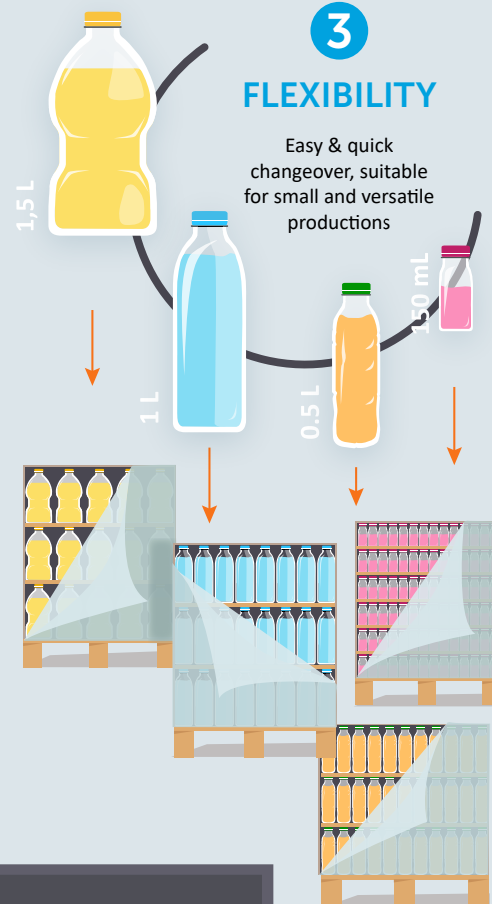 3
FLEXIBILITY
Easy & quick
changeover, suitable
for small and versatile
productions
1,5 L
1 L
0.5 L
150 mL